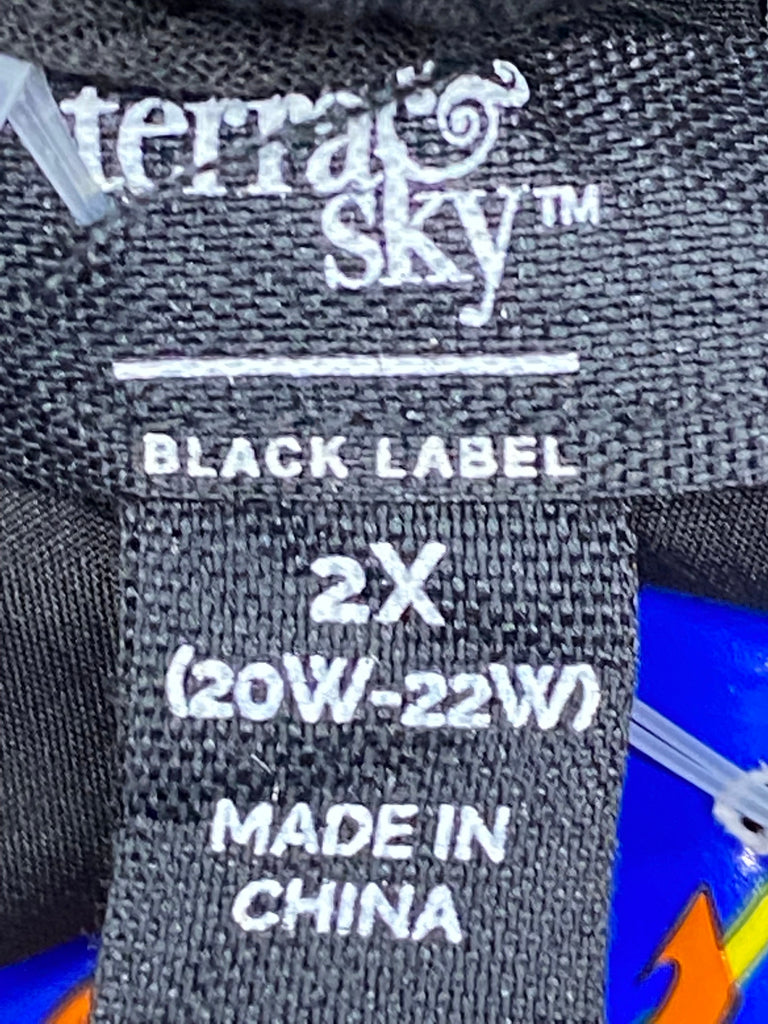 terra &
sky™
BLACK LABEL
2X
(20W-22W)
MADE IN
CHINA